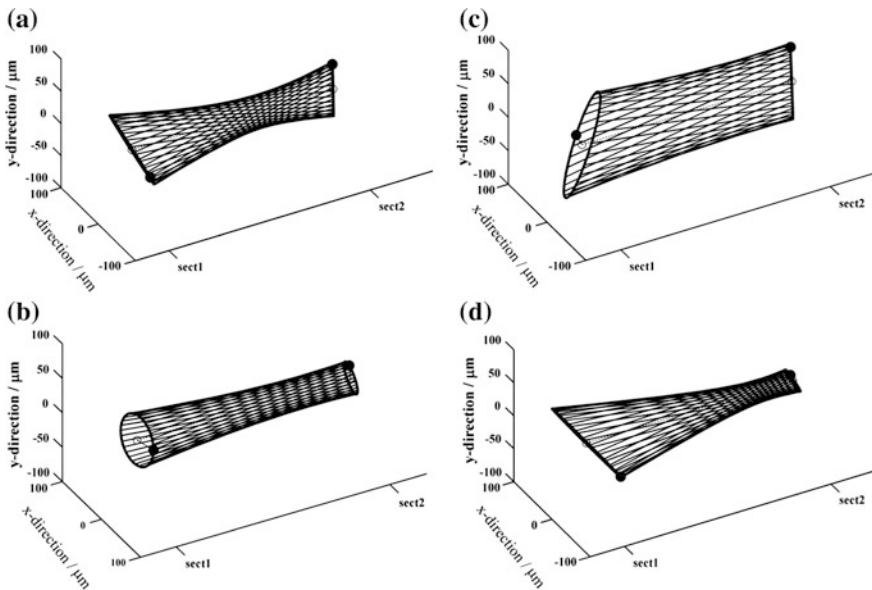 (a)
100
50
0
-50
-100
y-direction / μm
100
0
-100
x-direction / μm
sect1
sect2
(c)
100
50
0
-50
-100
y-direction / μm
100
0
-100
x-direction / μm
sect1
sect2
(b)
100
50
0
-50
-100
y-direction / μm
100
0
100
x-direction / μm
sect1
sect2
(d)
100
50
0
-50
-100
y-direction / μm
100
0
-100
x-direction / μm
sect1
sect2